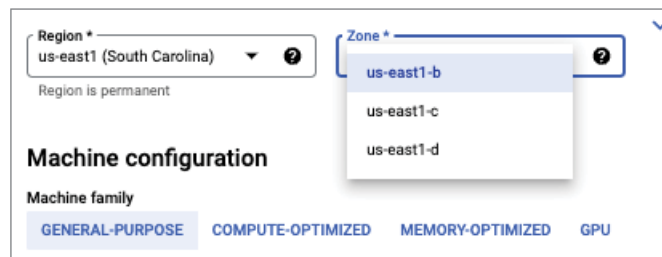 Region *
us-east1 (South Carolina)
Region is permanent
Zone *
us-east1-b
us-east1-c
us-east1-d
Machine configuration
Machine family
GENERAL-PURPOSE COMPUTE-OPTIMIZED MEMORY-OPTIMIZED GPU